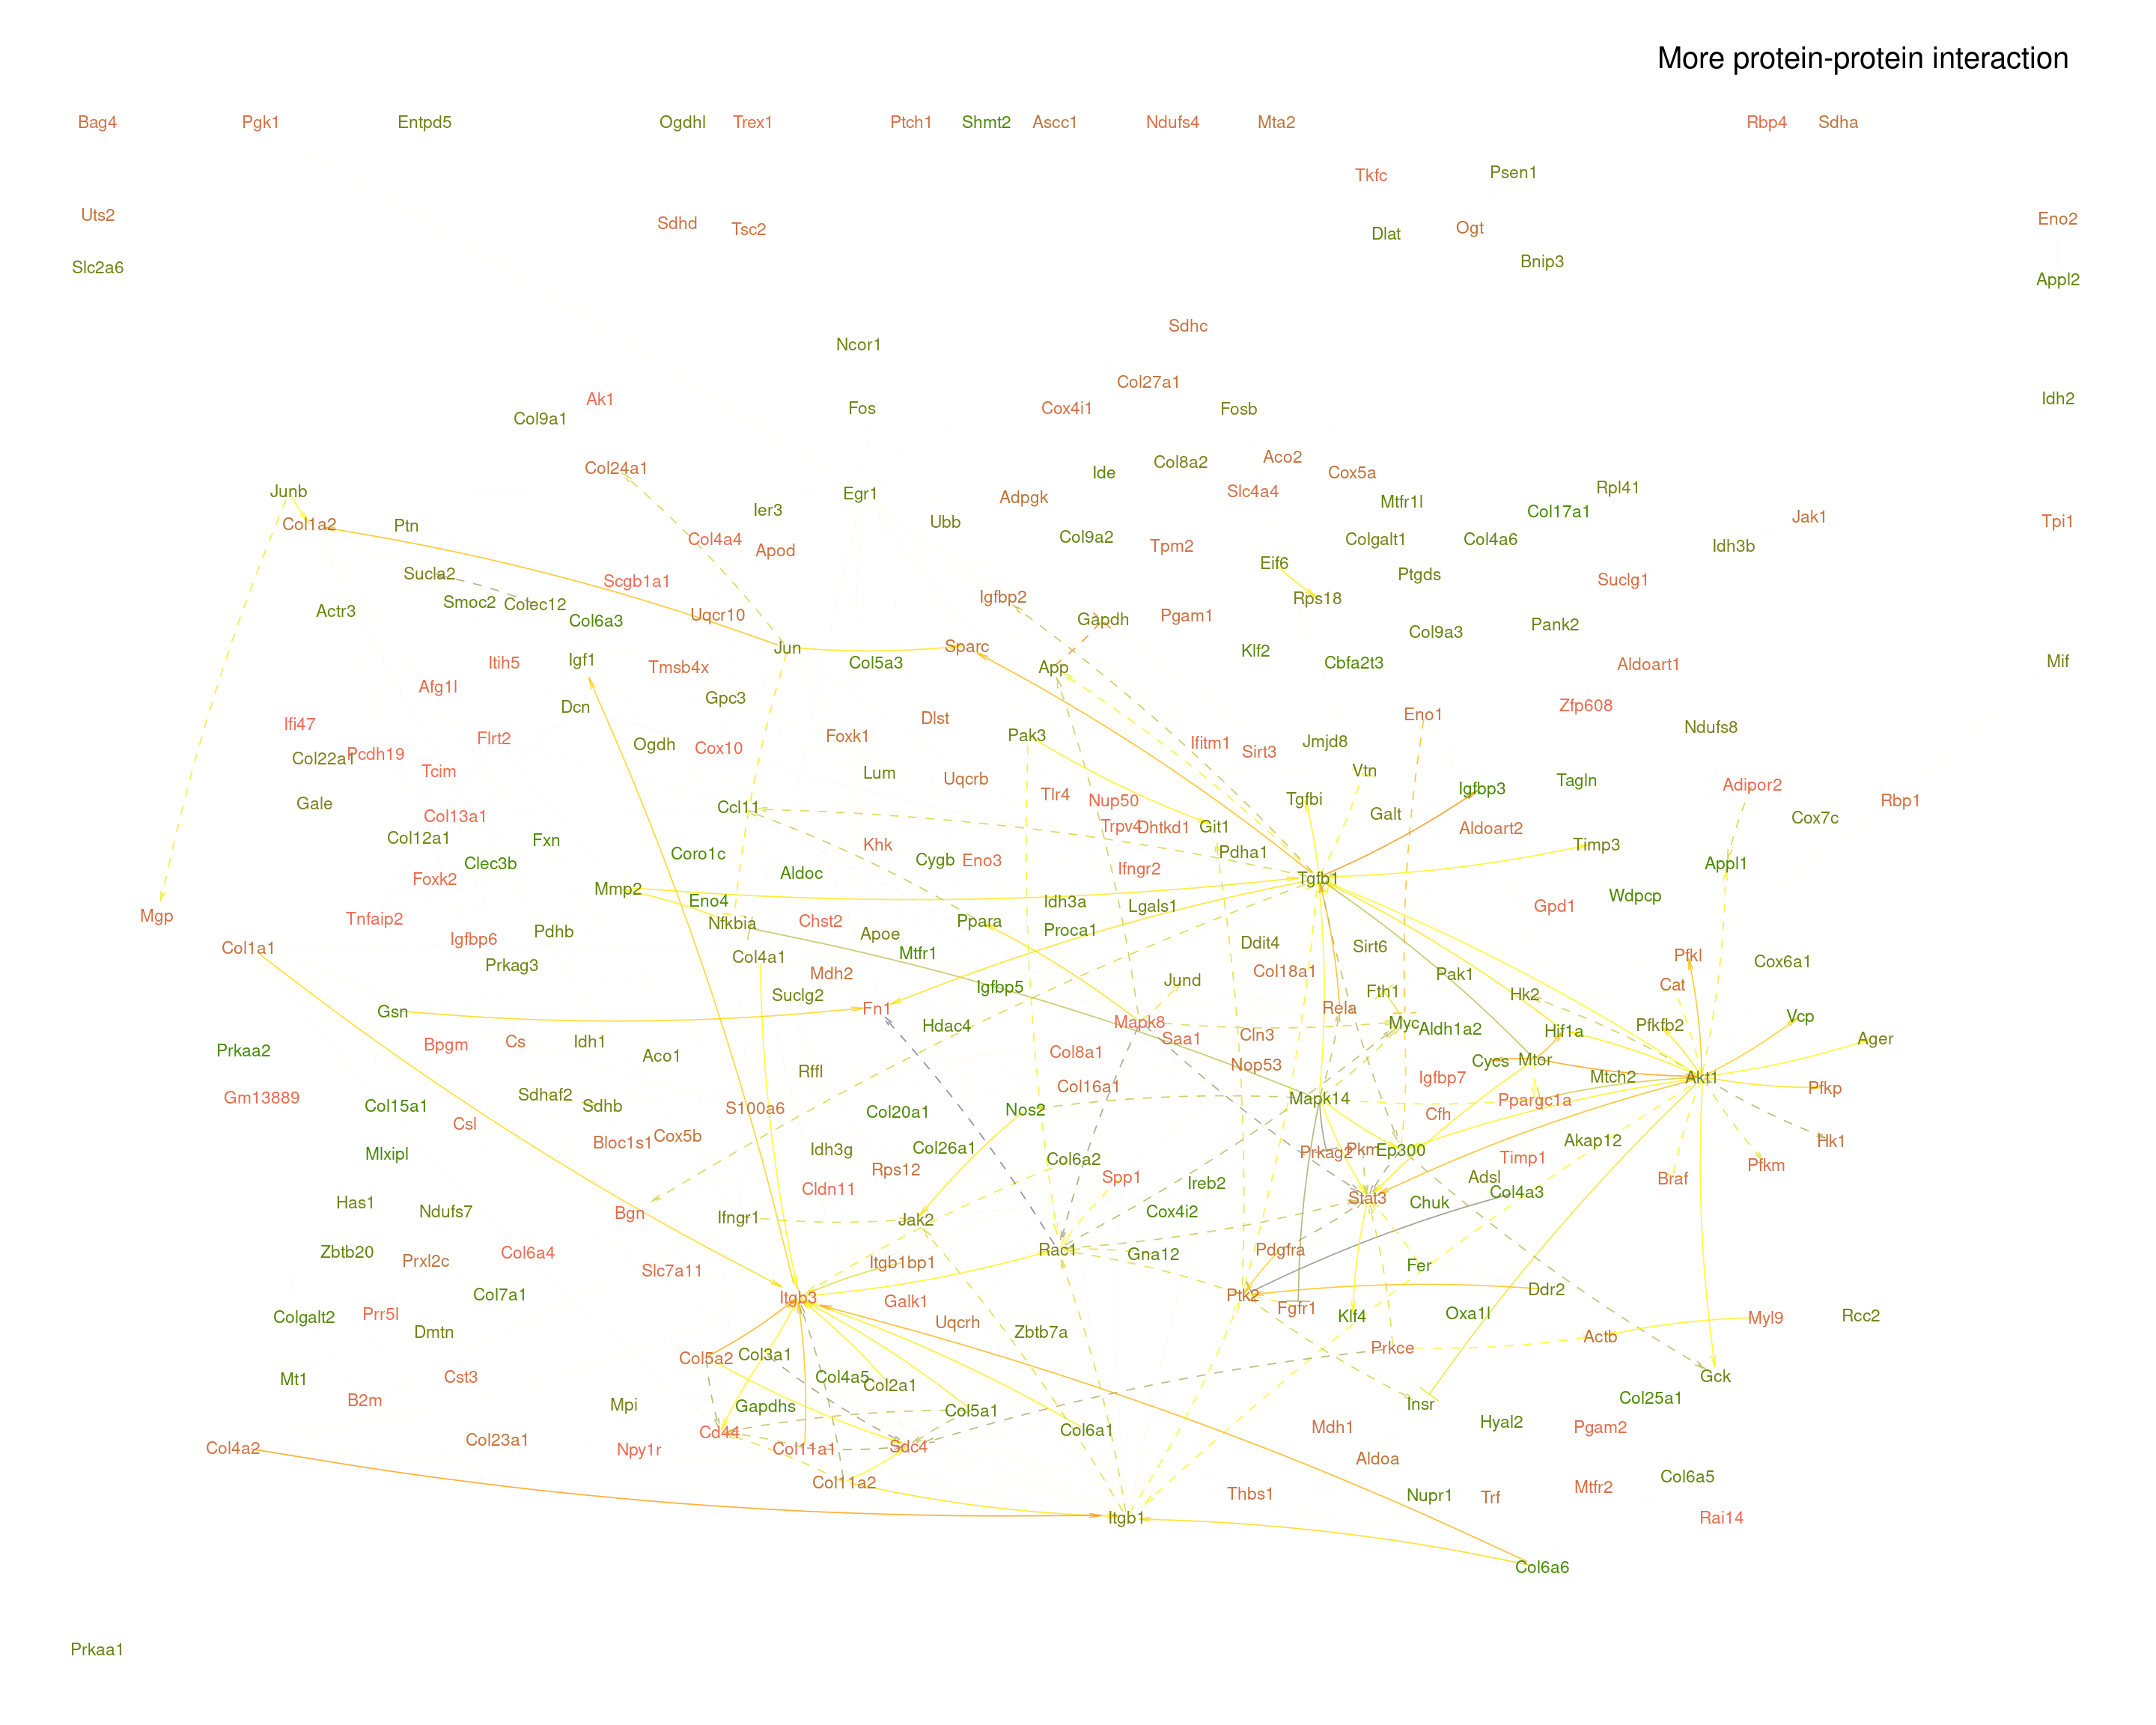 More protein-protein interaction
Bag4 Pgk1 Entpd5 Ogdhl Trex1 Ptch1 Shmt2 Ascc1 Ndufs4 Mta2 Rbp4 Sdha
Tkfc Psen1
Uts2 Sdhd Tsc2 Dlat Ogt Eno2
Slc2a6 Bnip3 Appl2
Sdhc
Ncor1
Col27a1
Ak1 Idh2
Col9a1 Fos Cox4i1 Fosb
Col24a1 Ide Col8a2 Aco2 Cox5a
Junb Ier3 Egr1 Adpgk Slc4a4 Mtfr1l Rpl41
Col1a2 Ptn Ubb Col17a1 Jak1 Tpi1
Col4a4 Apod Col9a2 Tpm2 Colgalt1 Col4a6 Idh3b
Sucla2 Scgb1a1 Eif6 Ptgds Suclg1
Actr3 Smoc2 Colec12 Col6a3 Uqcr10 Igfbp2 Gapdh Pgam1 Rps18 Col9a3 Pank2
Itih5 Igf1 Tmsb4x Jun Col5a3 Sparc App Klf2 Cbfa2t3 Aldoart1 Mif
Afg1l Dcn Gpc3
Ifi47 Flrt2 Ogdh Cox10 Foxk1 Dlst Pak3 Ifitm1 Sirt3 Jmjd8 Eno1 Zfp608 Ndufs8
Col22a1 Pcdh19 Tcim Lum Uqcrb Vtn Tagln
Gale Col13a1 Ccl11 Tlr4 Nup50 Tgfbi Igfbp3 Adipor2 Rbp1
Col12a1 Fxn Khk Trpv4 Dhtkd1 Git1 Galt Aldoart2 Cox7c
Clec3b Coro1c Aldoc Cygb Eno3 Ifngr2 Pdha1 Timp3 Appl1
Foxk2 Mmp2 Eno4 Idh3a Lgals1 Tgfb1 Wdpcp
Mgp Tnfaip2 Nfkbia Chst2 Ppara Proca1 Gpd1
Col1a1 Igfbp6 Pdhb Col4a1 Apoe Mtfr1 Ddit4 Sirt6 Pfkl Cox6a1
Prkag3 Suclg2 Mdh2 Igfbp5 Jund Col18a1 Pak1 Cat
Gsn Fn1 Hdac4 Mapk8 Rela Fth1 Hk2 Vcp
Prkaa2 Bpgm Cs Idh1 Aco1 Col8a1 Saa1 Cln3 Myc Aldh1a2 Hif1a Pfkfb2 Ager
Rffl Nop53 Cycs Mtor
Gm13889 Col15a1 Sdhaf2 Sdhb S100a6 Col20a1 Nos2 Col16a1 Mapk14 Igfbp7 Ppargc1a Mtch2 Akt1 Pfkp
Csl Bloc1s1 Cox5b Cfh
Mlxipl Idh3g Col26a1 Col6a2 Prkag2 Pkm Ep300 Timp1 Akap12 Hk1
Has1 Cldn11 Rps12 Spp1 Ireb2 Stat3 Chuk Adsl Col4a3 Braf Pfkm
Ndufs7 Bgn Ifngr1 Jak2 Cox4i2
Zbtb20 Prxl2c Col6a4 Slc7a11 Itgb1bp1 Rac1 Gna12 Pdgfra Fer
Colgalt2 Prr5l Col7a1 Itgb3 Galk1 Ptk2 Fgfr1 Klf4 Oxa1l Ddr2 Myl9 Rcc2
Dmtn Uqcrh Zbtb7a Actb
Mt1 Cst3 Col5a2 Col3a1 Col4a5 Col2a1 Prkce Gck
B2m Mpi Gapdhs Col5a1 Insr Col25a1
Col4a2 Col23a1 Npy1r Cd44 Col11a1 Sdc4 Col6a1 Mdh1 Hyal2 Pgam2
Col11a2 Thbs1 Aldoa Nupr1 Trf Mtfr2 Col6a5
Itgb1 Rai14
Col6a6
Prkaa1